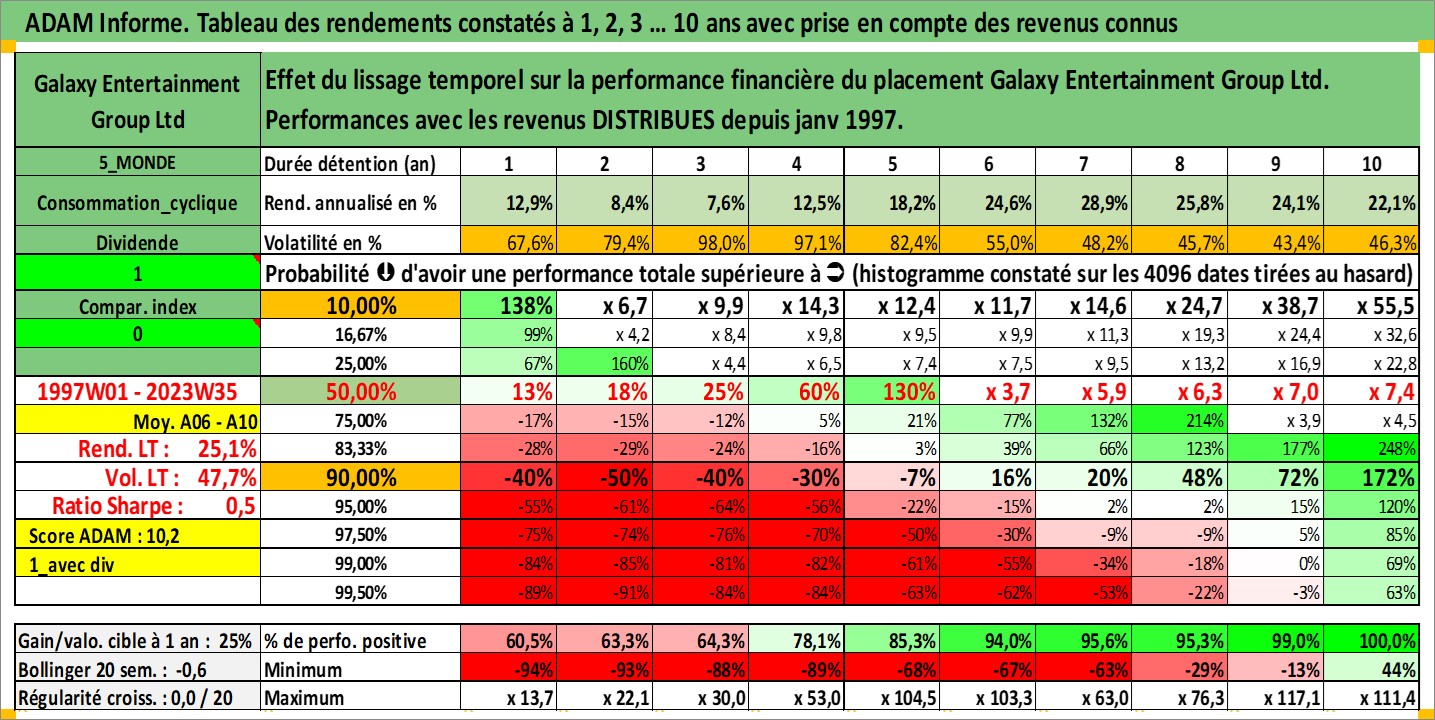 ADAM Informe. Tableau des rendements constatés à 1, 2, 3 ... 10 ans avec prise en compte des revenus connus
Galaxy Entertainment Group Ltd
Effet du lissage temporel sur la performance financière du placement Galaxy Entertainment Group Ltd.
Performances avec les revenus DISTRIBUES depuis janv 1997.
5_MONDE Durée détention (an) 1 2 3 4 5 6 7 8 9 10
Consommation_cyclique Rend. annualisé en % 12,9% 8,4% 7,6% 12,5% 18,2% 24,6% 28,9% 25,8% 24,1% 22,1%
Dividende Volatilité en % 67,6% 79,4% 98,0% 97,1% 82,4% 55,0% 48,2% 45,7% 43,4% 46,3%
1 Probabilité ⬇ d'avoir une performance totale supérieure à ➲ (histogramme constaté sur les 4096 dates tirées au hasard)
Compar. index 10,00% 138% x 6,7 x 9,9 x 14,3 x 12,4 x 11,7 x 14,6 x 24,7 x 38,7 x 55,5
0 16,67% 99% x 4,2 x 8,4 x 9,8 x 9,5 x 9,9 x 11,3 x 19,3 x 24,4 x 32,6
25,00% 67% 160% x 4,4 x 6,5 x 7,4 x 7,5 x 9,5 x 13,2 x 16,9 x 22,8
1997W01 - 2023W35 50,00% 13% 18% 25% 60% 130% x 3,7 x 5,9 x 6,3 x 7,0 x 7,4
Moy. A06 - A10 75,00% -17% -15% -12% 5% 21% 77% 132% 214% x 3,9 x 4,5
Rend. LT : 25,1% 83,33% -28% -29% -24% -16% 3% 39% 66% 123% 177% 248%
Vol. LT : 47,7% 90,00% -40% -50% -40% -30% -7% 16% 20% 48% 72% 172%
Ratio Sharpe : 0,5 95,00% -55% -61% -64% -56% -22% -15% 2% 2% 15% 120%
Score ADAM : 10,2 97,50% -75% -74% -76% -70% -50% -30% -9% -9% 5% 85%
1_avec div 99,00% -84% -85% -81% -82% -61% -55% -34% -18% 0% 69%
99,50% -89% -91% -84% -84% -63% -62% -53% -22% -3% 63%
Gain/valo. cible à 1 an : 25% % de perfo. positive 60,5% 63,3% 64,3% 78,1% 85,3% 94,0% 95,6% 95,3% 99,0% 100,0%
Bollinger 20 sem. : -0,6 Minimum -94% -93% -88% -89% -68% -67% -63% -29% -13% 44%
Régularité croiss. : 0,0 / 20 Maximum x 13,7 x 22,1 x 30,0 x 53,0 x 104,5 x 103,3 x 63,0 x 76,3 x 117,1 x 111,4